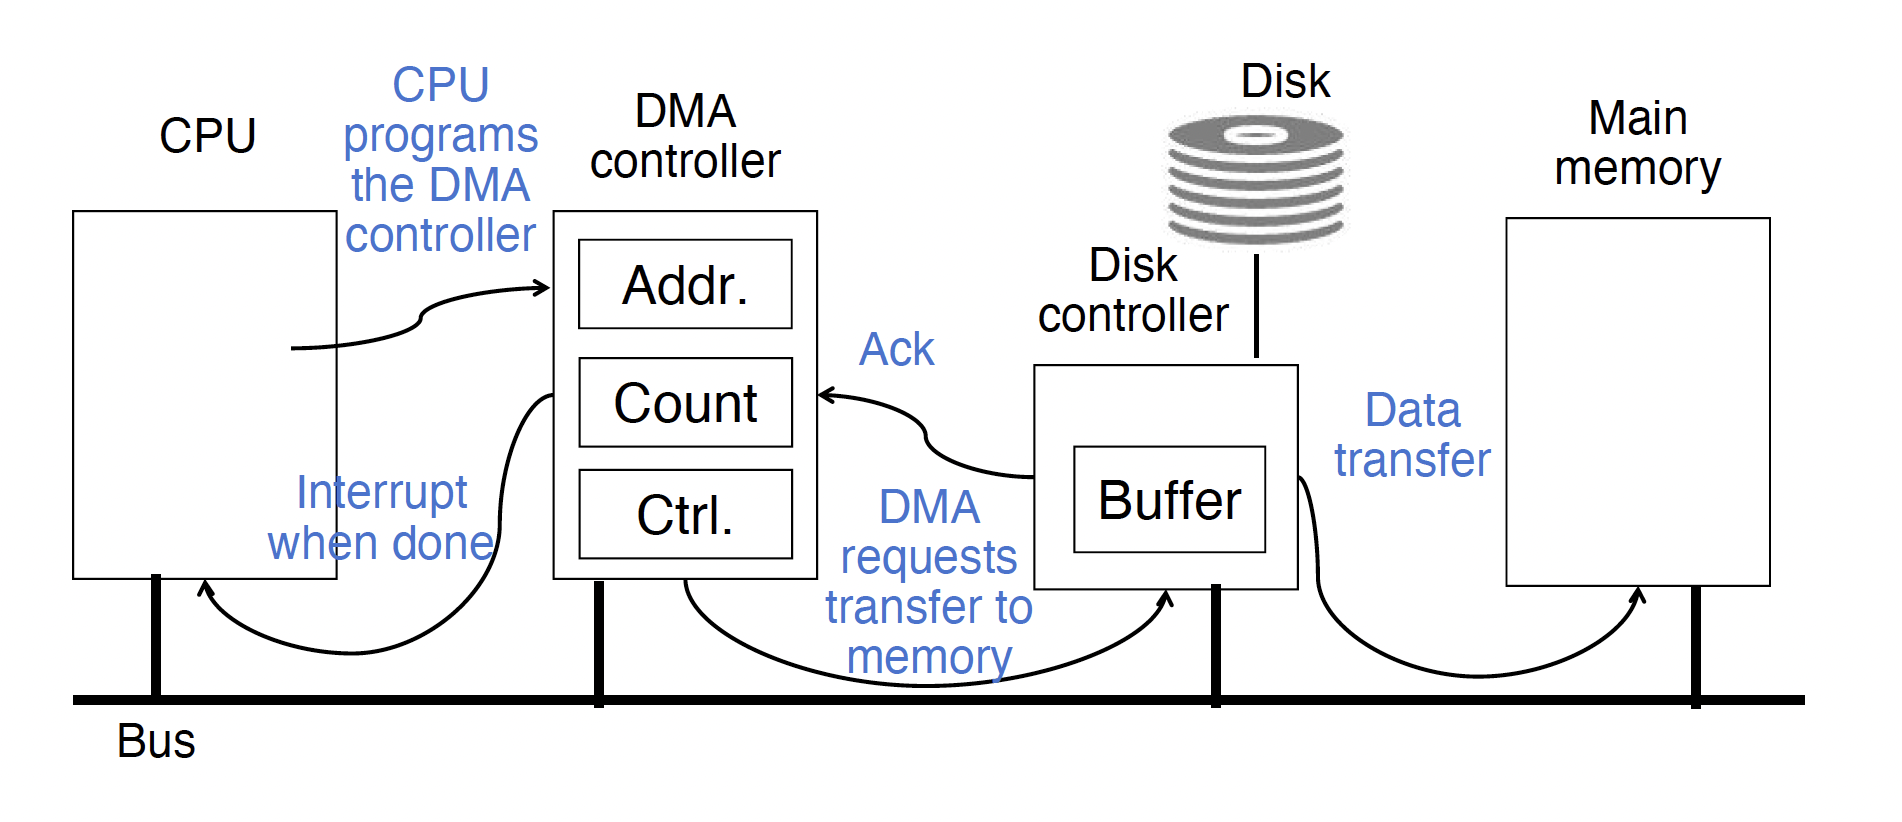 CPU
CPU
programs
the DMA
controller
DMA
controller
Addr.
Count
Ctrl.
Interrupt
when done
Ack
DMA
requests
transfer to
memory
Disk
Disk
controller
Buffer
Data
transfer
Main
memory
Bus